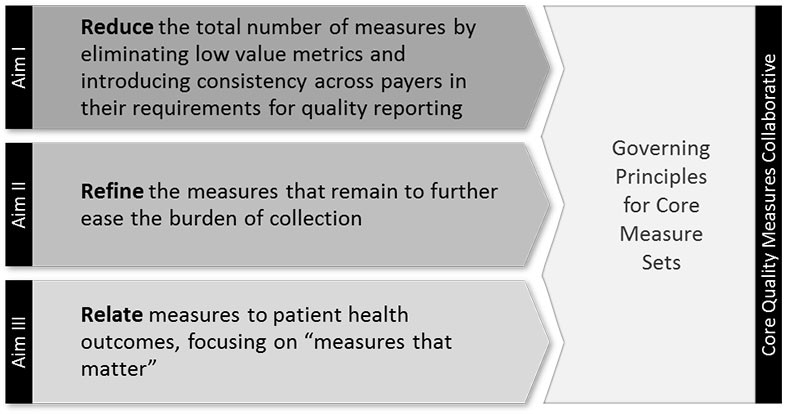 Aim I
Reduce the total number of measures by
eliminating low value metrics and
introducing consistency across payers in
their requirements for quality reporting
Aim II
Refine the measures that remain to further
ease the burden of collection
Aim III
Relate measures to patient health
outcomes, focusing on “measures that
matter”
Governing
Principles
for Core
Measure
Sets
Core Quality Measures Collaborative